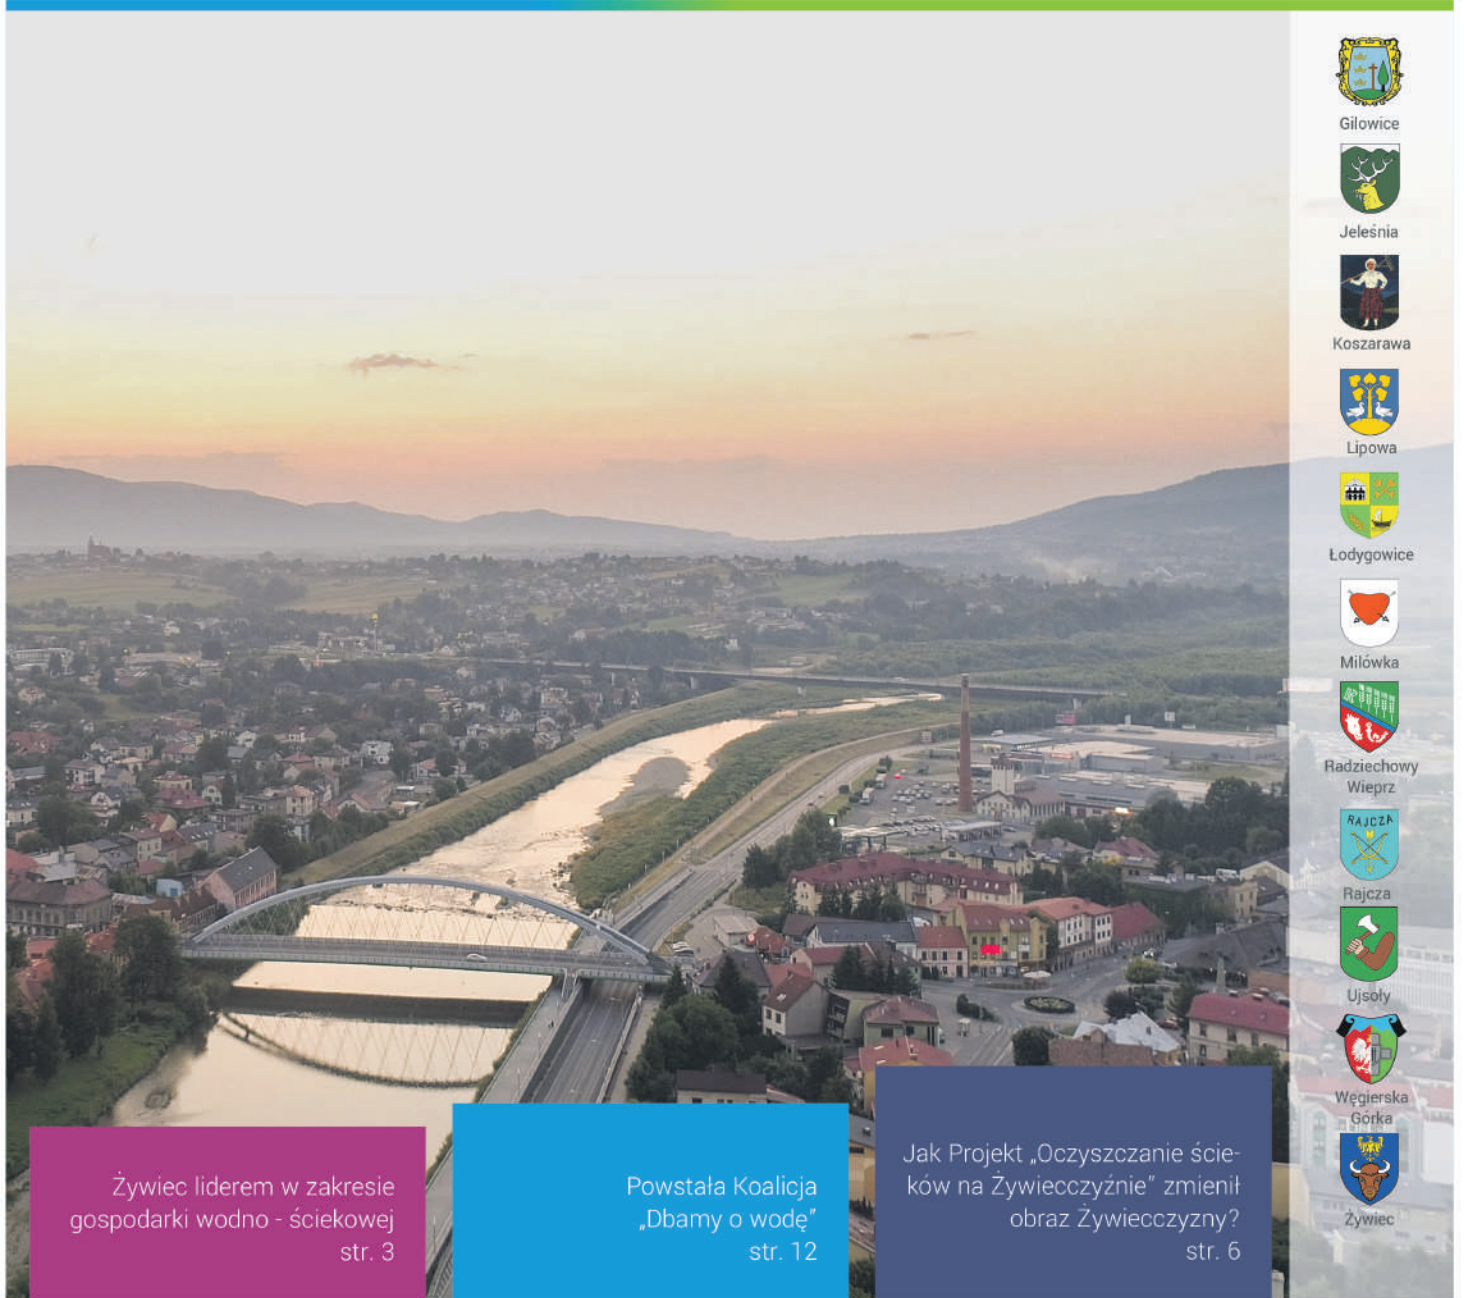 Gilowice
Jeleśnia
Koszarawa
Lipowa
Łodygowice
Milówka
Radziechowy
Wieprz
RAJCZA
Rajcza
Ujsoły
Węgierska
Górka
Żywiec
Żywiec liderem w zakresie
gospodarki wodno - ściekowej
str. 3
Powstała Koalicja
„Dbamy o wodę”
str. 12
Jak Projekt „Oczyszczanie ście-
ków na Żywiecczyźnie” zmienił
obraz Żywiecczyzny?
str. 6